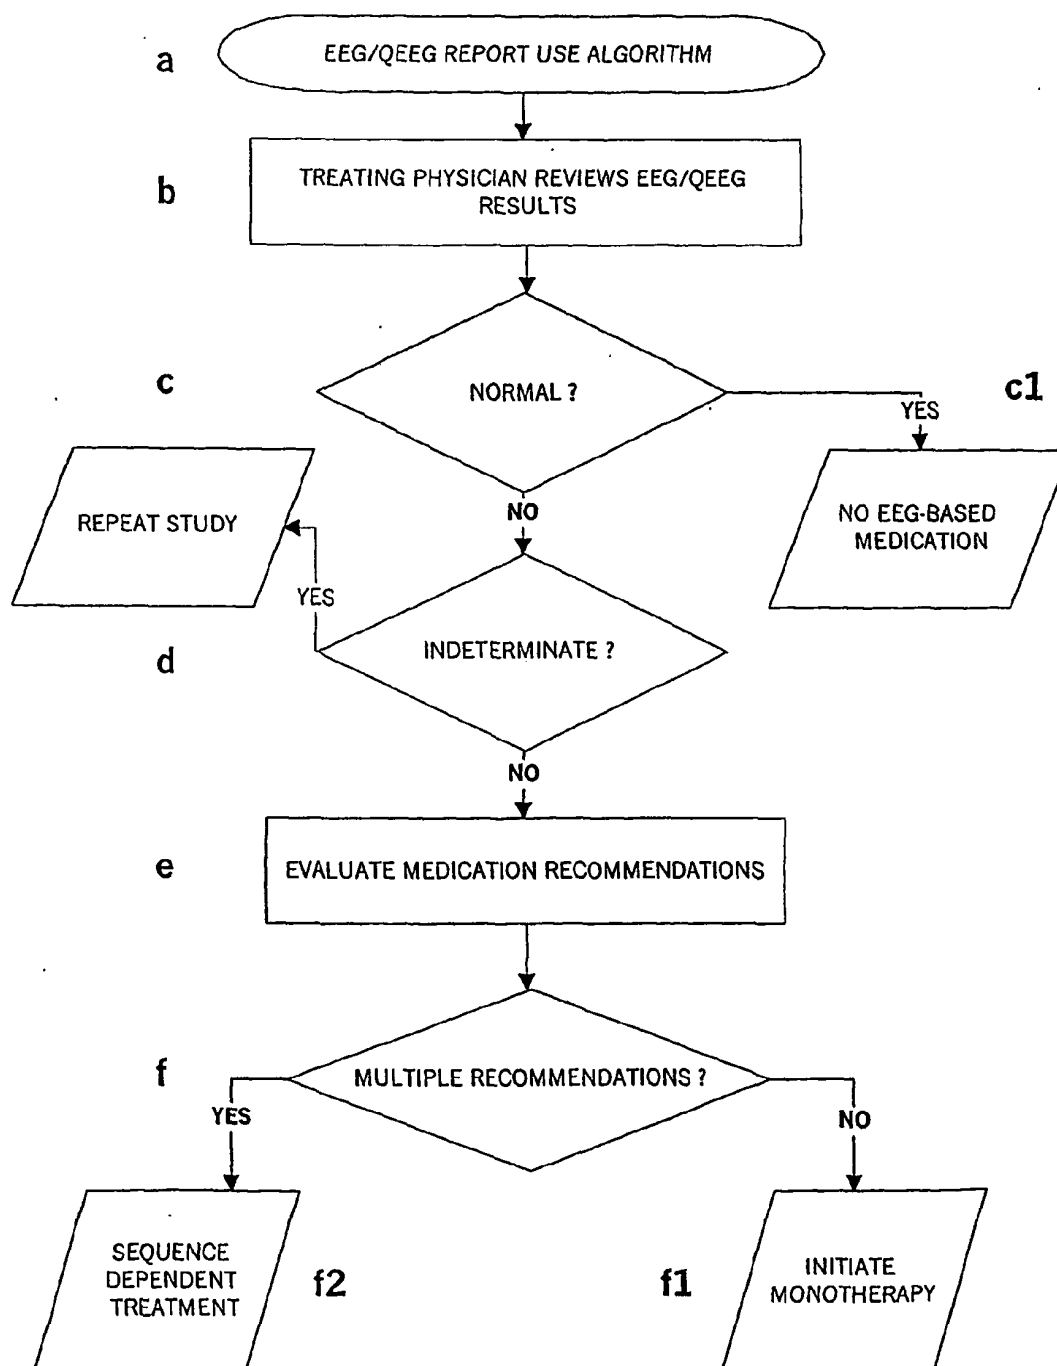 a
EEG/QEEG REPORT USE ALGORITHM
b
TREATING PHYSICIAN REVIEWS EEG/QEEG
RESULTS
c
NORMAL ?
c1
YES
NO EEG-BASED
MEDICATION
NO
REPEAT STUDY
YES
d
INDETERMINATE ?
NO
e
EVALUATE MEDICATION RECOMMENDATIONS
f
MULTIPLE RECOMMENDATIONS ?
YES
NO
SEQUENCE
DEPENDENT
TREATMENT
f2
f1
INITIATE
MONOTHERAPY